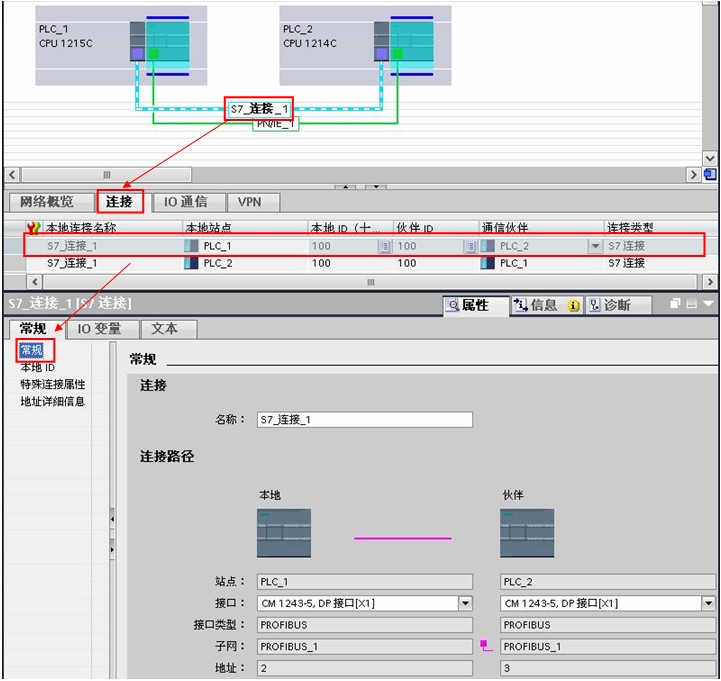 PLC_1
CPU 1215C
PLC_2
CPU 1214C
S7_连接_1
PN/IE_1
网络概览 连接 IO 通信 VPN
本地连接名称 本地站点 本地 ID（十... 伙伴 ID 通信伙伴 连接类型
S7_连接_1 PLC_1 100 100 PLC_2 S7 连接
S7_连接_1 PLC_2 100 100 PLC_1 S7 连接
S7_连接_1 [S7 连接] 属性 信息 诊断
常规 IO 变量 文本
常规
本地 ID
特殊连接属性
地址详细信息
常规
连接
名称： S7_连接_1
连接路径
本地 伙伴
站点： PLC_1 PLC_2
接口： CM 1243-5, DP 接口[X1] CM 1243-5, DP 接口[X1]
接口类型： PROFIBUS PROFIBUS
子网： PROFIBUS_1 PROFIBUS_1
地址： 2 3